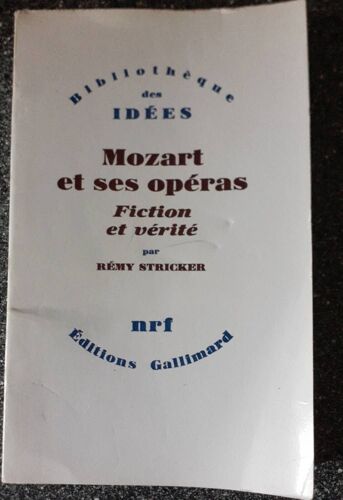 Bibliothèque
des
IDÉES
Mozart
et ses opéras
Fiction
et vérité
par
RÉMY STRICKER
nrf
Éditions Gallimard